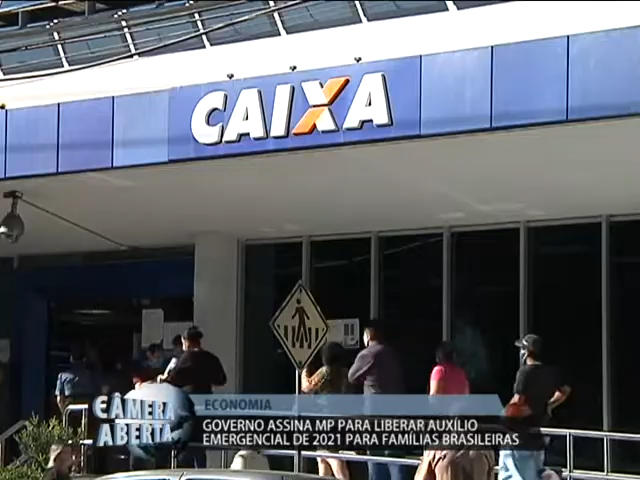 CAIXA
CÂMERA
ABERTA
ECONOMIA
GOVERNO ASSINA MP PARA LIBERAR AUXÍLIO
EMERGENCIAL DE 2021 PARA FAMÍLIAS BRASILEIRAS